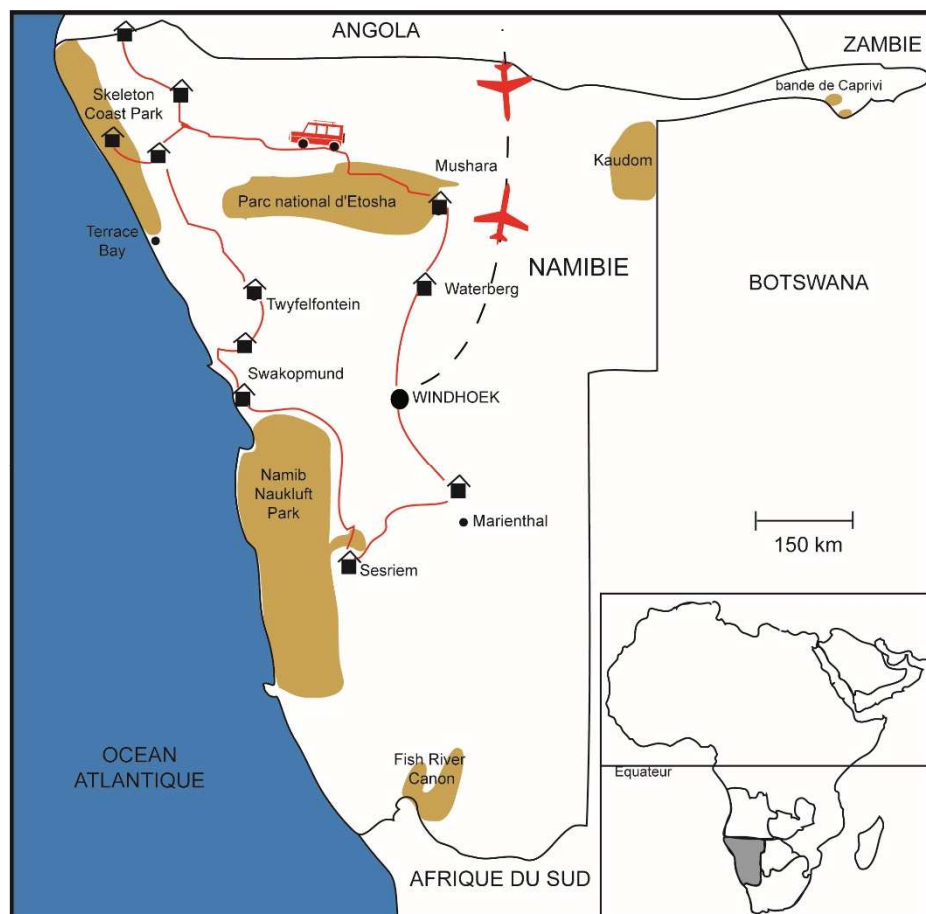 ANGOLA
ZAMBIE
bande de Caprivi
Skeleton
Coast Park
Mushara
Kaudom
Parc national d'Etosha
Terrace
Bay
NAMIBIE
BOTSWANA
Waterberg
Twyfelfontein
Swakopmund
WINDHOEK
Namib
Naukluft
Park
Marienthal
150 km
Sesriem
OCEAN
ATLANTIQUE
Fish River
Canon
Equateur
AFRIQUE DU SUD